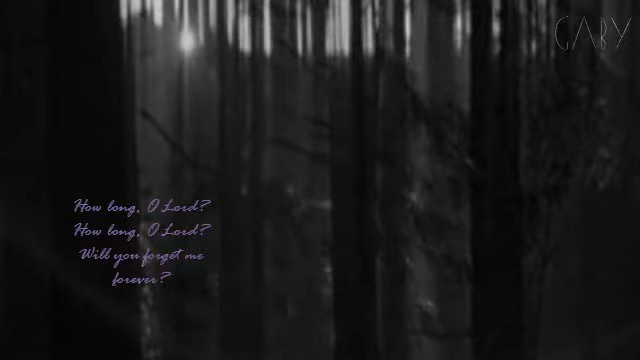 GABY
How long, O Lord?
How long, O Lord?
Will you forget me
forever?